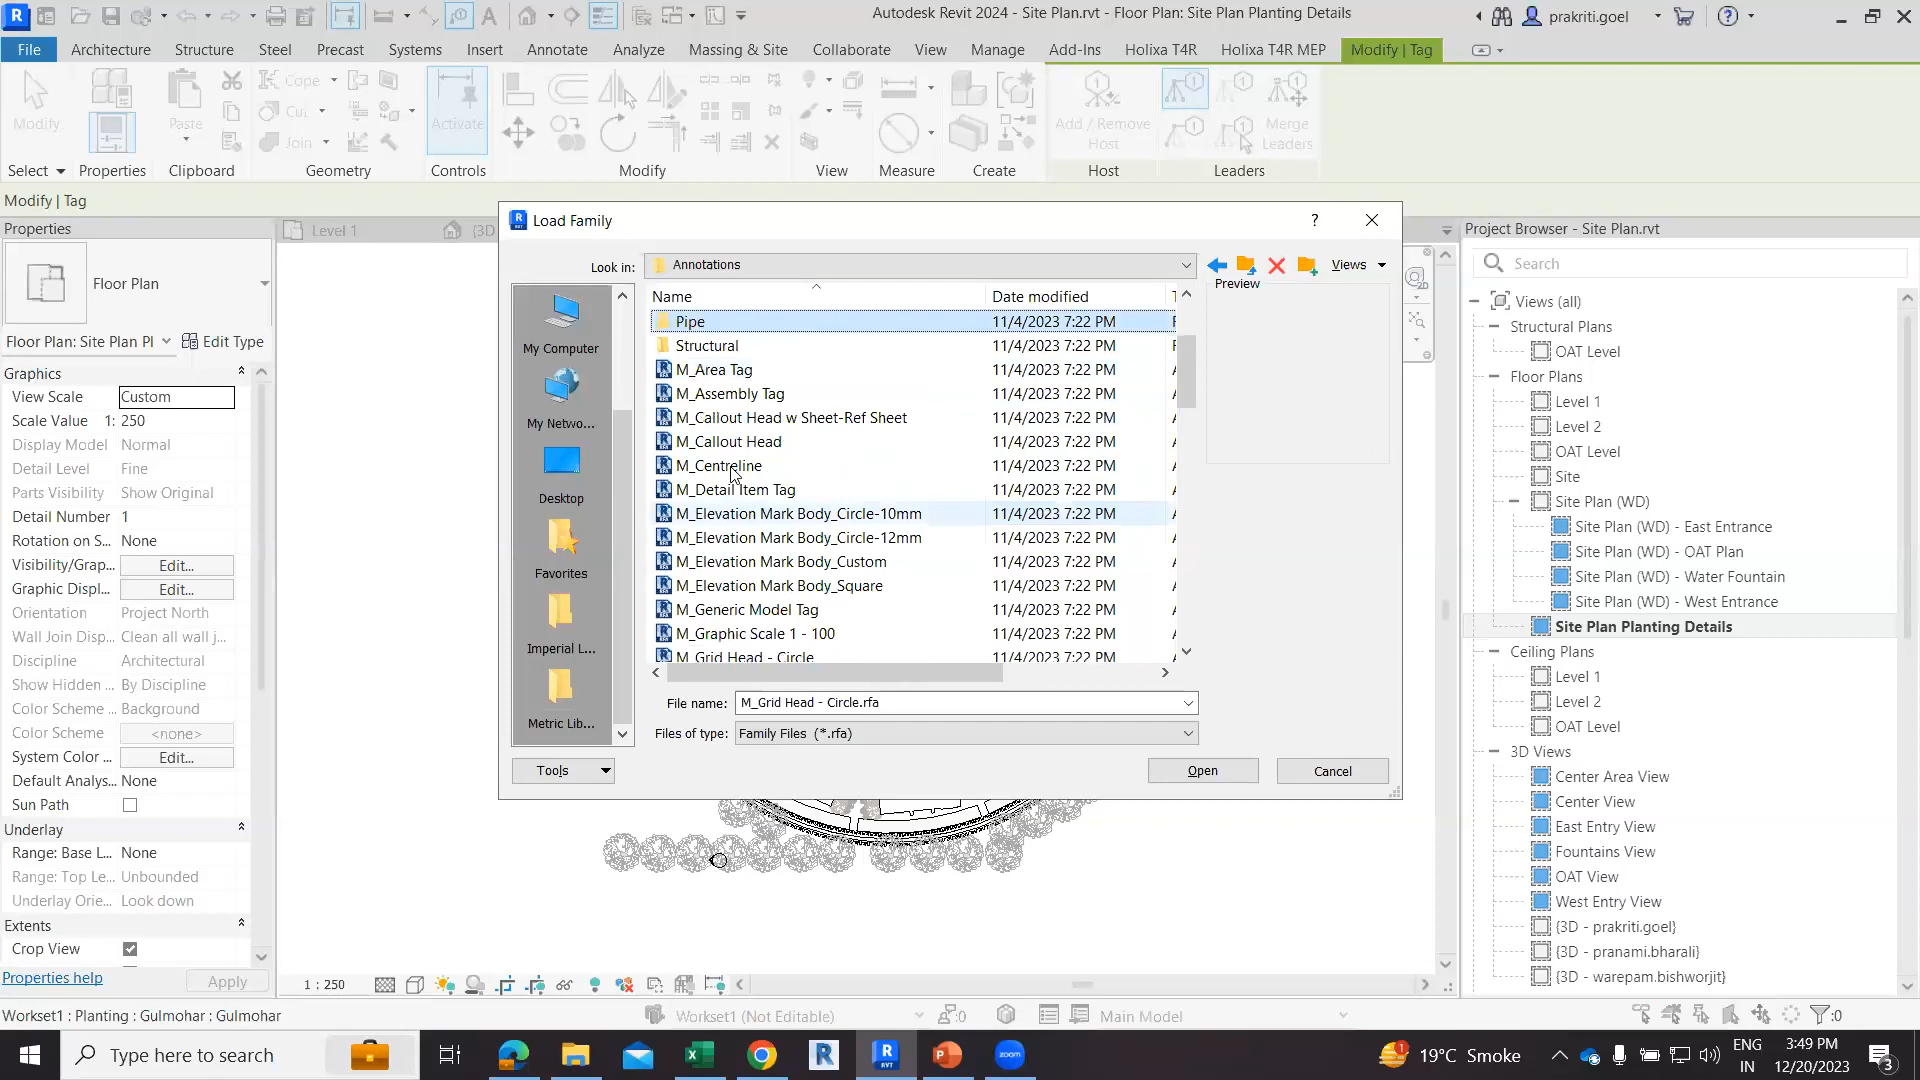 Autodesk Revit 2024 - Site Plan.rvt - Floor Plan: Site Plan Planting Details
prakriti.goel
File Architecture Structure Steel Precast Systems Insert Annotate Analyze Massing & Site Collaborate View Manage Add-Ins Holixa T4R Holixa T4R MEP Modify | Tag
Modify
Paste
Cope
Cut
Join
Activate
Add / Remove
Host
Merge
Leaders
Select Properties Clipboard Geometry Controls Modify View Measure Create Host Leaders
Modify | Tag
Properties
Floor Plan
Floor Plan: Site Plan Pl Edit Type
Graphics
View Scale Custom
Scale Value 1: 250
Display Model Normal
Detail Level Fine
Parts Visibility Show Original
Detail Number 1
Rotation on S... None
Visibility/Grap... Edit...
Graphic Displ... Edit...
Orientation Project North
Wall Join Disp... Clean all wall j...
Discipline Architectural
Show Hidden ... By Discipline
Color Scheme ... Background
Color Scheme <none>
System Color ... Edit...
Default Analys... None
Sun Path
Underlay
Range: Base L... None
Range: Top Le... Unbounded
Underlay Orie... Look down
Extents
Crop View
Properties help Apply
Level 1
{3D
Load Family
Look in: Annotations Views
My Computer
My Netwo...
Desktop
Favorites
Imperial L...
Metric Lib...
Name Date modified
Preview
Pipe 11/4/2023 7:22 PM
Structural 11/4/2023 7:22 PM
M_Area Tag 11/4/2023 7:22 PM
M_Assembly Tag 11/4/2023 7:22 PM
M_Callout Head w Sheet-Ref Sheet 11/4/2023 7:22 PM
M_Callout Head 11/4/2023 7:22 PM
M_Centreline 11/4/2023 7:22 PM
M_Detail Item Tag 11/4/2023 7:22 PM
M_Elevation Mark Body_Circle-10mm 11/4/2023 7:22 PM
M_Elevation Mark Body_Circle-12mm 11/4/2023 7:22 PM
M_Elevation Mark Body_Custom 11/4/2023 7:22 PM
M_Elevation Mark Body_Square 11/4/2023 7:22 PM
M_Generic Model Tag 11/4/2023 7:22 PM
M_Graphic Scale 1 - 100 11/4/2023 7:22 PM
M_Grid Head - Circle 11/4/2023 7:22 PM
File name: M_Grid Head - Circle.rfa
Files of type: Family Files (*.rfa)
Tools Open Cancel
Project Browser - Site Plan.rvt
Search
Views (all)
Structural Plans
OAT Level
Floor Plans
Level 1
Level 2
OAT Level
Site
Site Plan (WD)
Site Plan (WD) - East Entrance
Site Plan (WD) - OAT Plan
Site Plan (WD) - Water Fountain
Site Plan (WD) - West Entrance
Site Plan Planting Details
Ceiling Plans
Level 1
Level 2
OAT Level
3D Views
Center Area View
Center View
East Entry View
Fountains View
OAT View
West Entry View
{3D - prakriti.goel}
{3D - pranami.bharali}
{3D - warepam.bishworjit}
1 : 250
Workset1 : Planting : Gulmohar : Gulmohar
Workset1 (Not Editable) :0 Main Model :0
Type here to search
zoom
19°C Smoke
ENG
IN
3:49 PM
12/20/2023
3